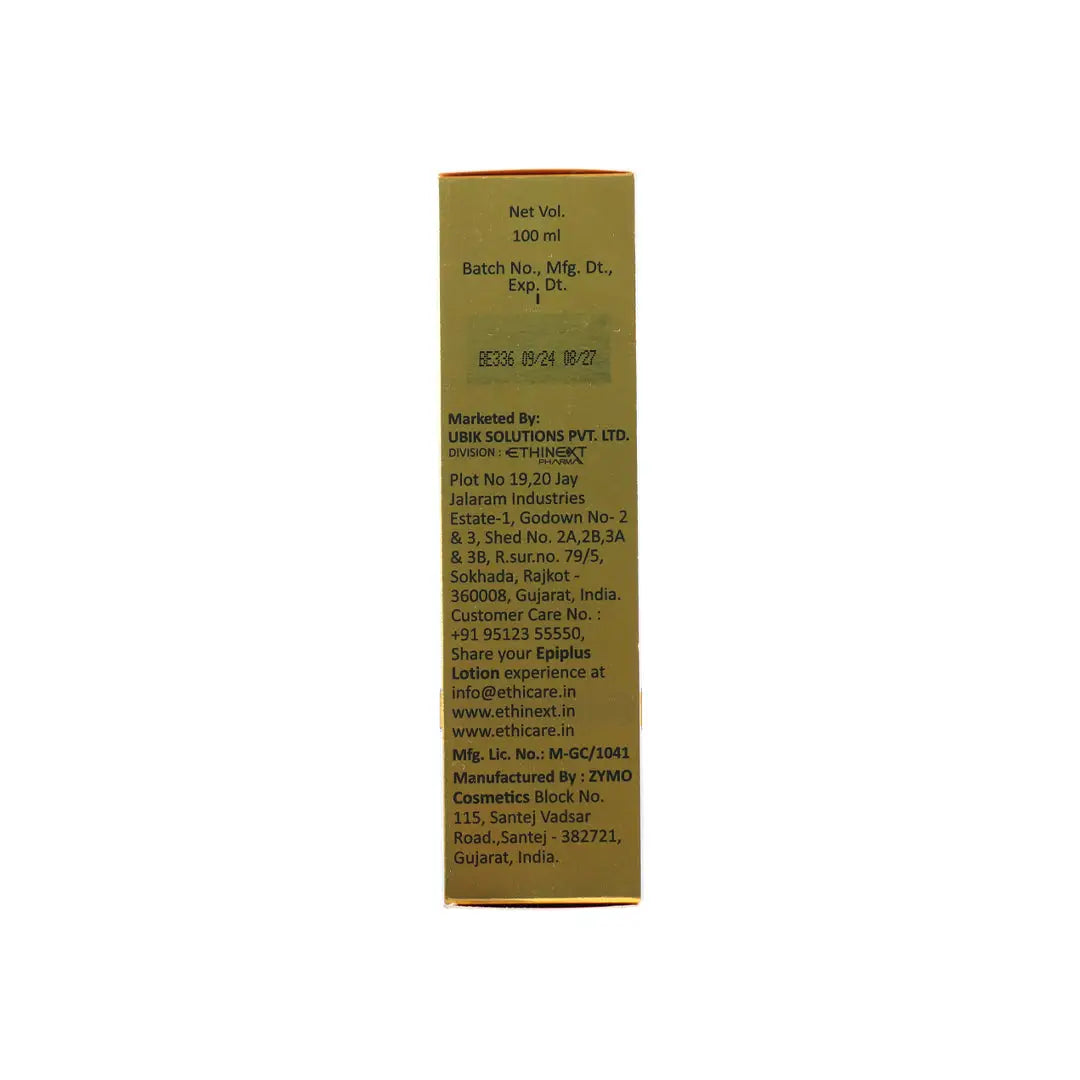 Net Vol.
100 ml
Batch No., Mfg. Dt.,
Exp. Dt.
BE336 09/24 08/27
Marketed By:
UBIK SOLUTIONS PVT. LTD.
DIVISION : ETHINEXT
PHARMA
Plot No 19,20 Jay
Jalaram Industries
Estate-1, Godown No- 2
& 3, Shed No. 2A,2B,3A
& 3B, R.sur.no. 79/5,
Sokhada, Rajkot -
360008, Gujarat, India.
Customer Care No. :
+91 95123 55550,
Share your Epiplus
Lotion experience at
info@ethicare.in
www.ethinext.in
www.ethicare.in
Mfg. Lic. No.: M-GC/1041
Manufactured By : ZYMO
Cosmetics Block No.
115, Santej Vadsar
Road.,Santej - 382721,
Gujarat, India.